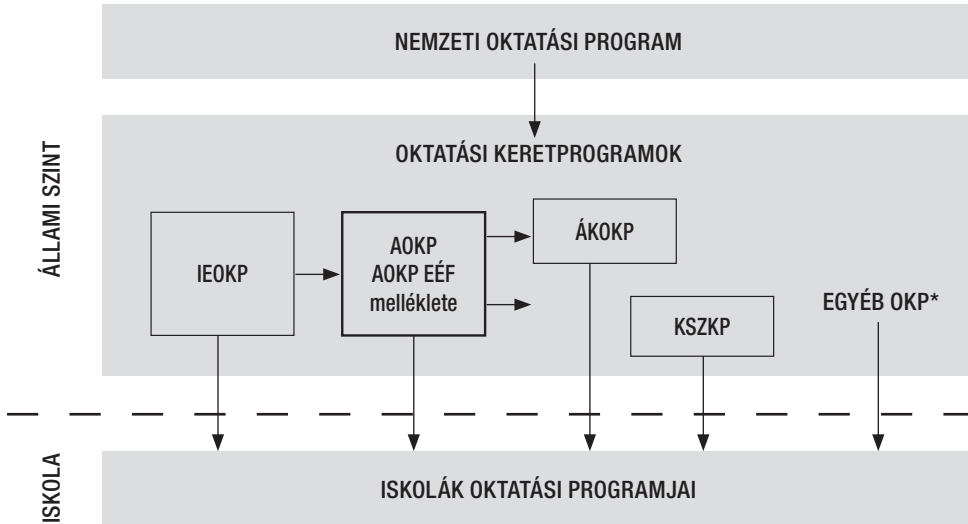 NEMZETI OKTATÁSI PROGRAM
ÁLLAMI SZINT
OKTATÁSI KERETPROGRAMOK
IEOKP
AOKP
AOKP EÉF
melléklete
ÁKOKP
KSZKP
EGYÉB OKP*
ISKOLA
ISKOLÁK OKTATÁSI PROGRAMJAI